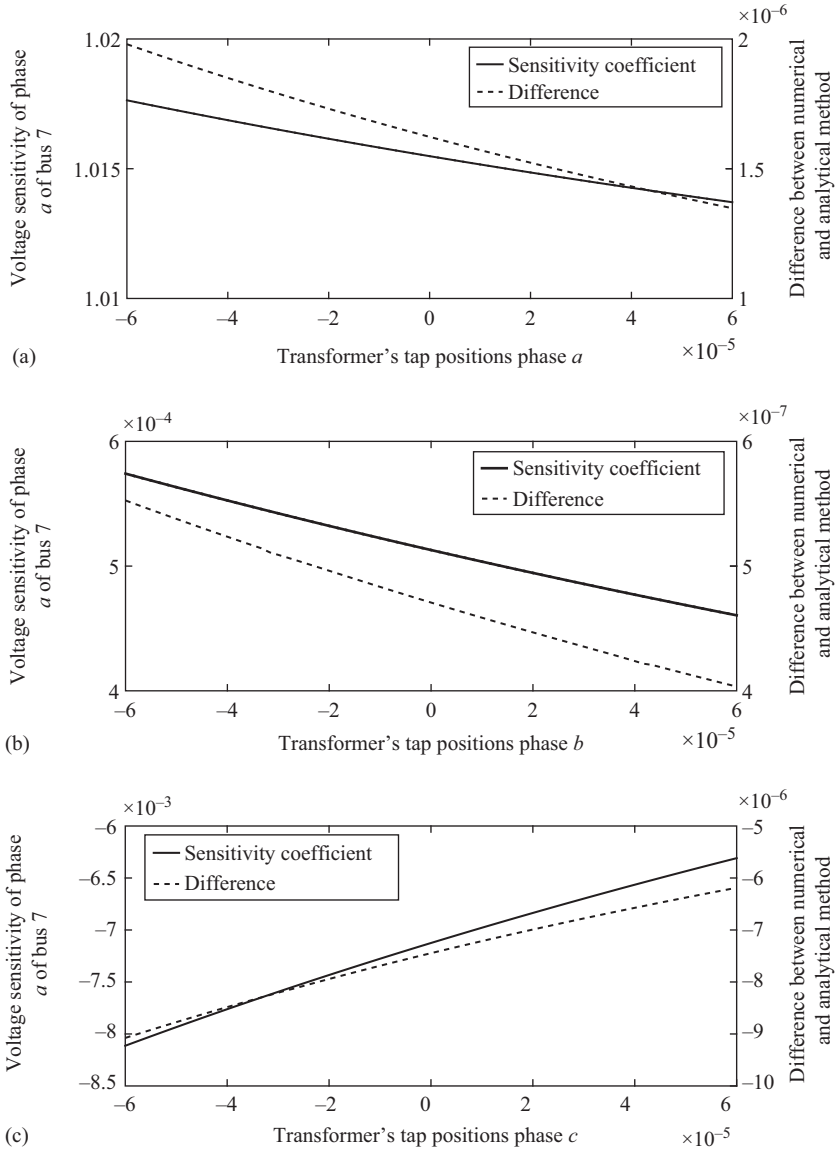 ×10⁻⁶
1.02
1.015
1.01
Voltage sensitivity of phase
a of bus 7
Sensitivity coefficient
Difference
2
1.5
1
Difference between numerical
and analytical method
–6 –4 –2 0 2 4 6
×10⁻⁵
(a)
Transformer's tap positions phase a
×10⁻⁴
×10⁻⁷
6
5
4
Voltage sensitivity of phase
a of bus 7
Sensitivity coefficient
Difference
6
5
4
Difference between numerical
and analytical method
–6 –4 –2 0 2 4 6
×10⁻⁵
(b)
Transformer's tap positions phase b
×10⁻³
×10⁻⁶
–6
–6.5
–7
–7.5
–8
–8.5
Voltage sensitivity of phase
a of bus 7
Sensitivity coefficient
Difference
–5
–6
–7
–8
–9
–10
Difference between numerical
and analytical method
–6 –4 –2 0 2 4 6
×10⁻⁵
(c)
Transformer's tap positions phase c